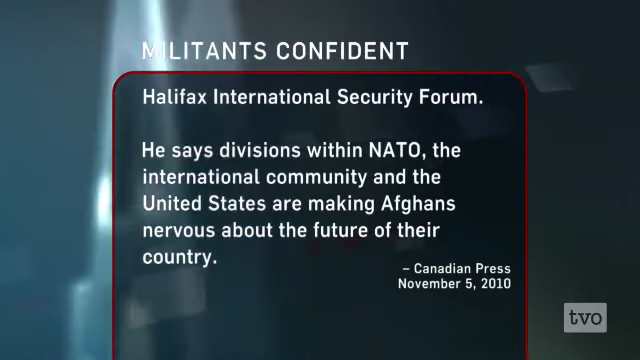 MILITANTS CONFIDENT
Halifax International Security Forum.
He says divisions within NATO, the
international community and the
United States are making Afghans
nervous about the future of their
country.
– Canadian Press
November 5, 2010
tvo